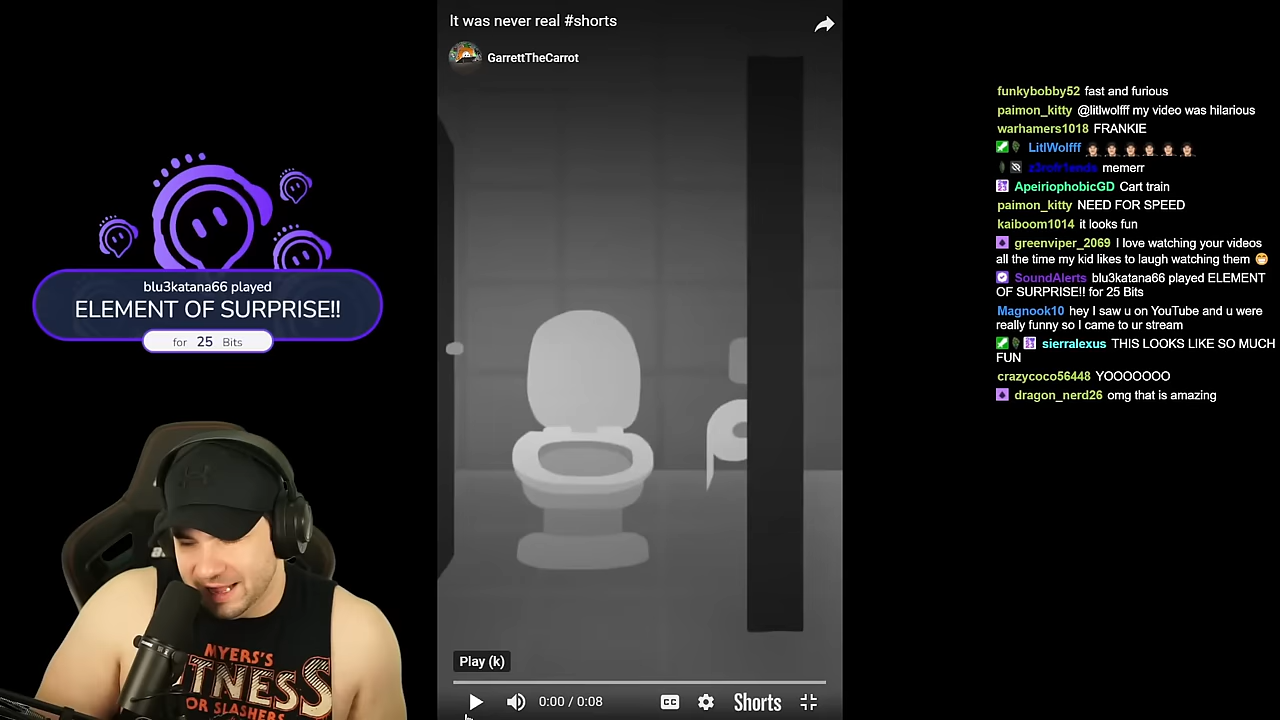 It was never real #shorts
GarrettTheCarrot
blu3katana66 played
ELEMENT OF SURPRISE!!
for 25 Bits
MYERS'S
OR SLASHERS
Play (k)
0:00 / 0:08
CC
Shorts
funkybobby52 fast and furious
paimon_kitty @litlwolfff my video was hilarious
warhamers1018 FRANKIE
LitlWolfff
memerr
ApeiriophobicGD Cart train
paimon_kitty NEED FOR SPEED
kaiboom1014 it looks fun
greenviper_2069 I love watching your videos
all the time my kid likes to laugh watching them
SoundAlerts blu3katana66 played ELEMENT
OF SURPRISE!! for 25 Bits
Magnook10 hey I saw u on YouTube and u were
really funny so I came to ur stream
sierralexus THIS LOOKS LIKE SO MUCH
FUN
crazycoco56448 YOOOOOOO
dragon_nerd26 omg that is amazing